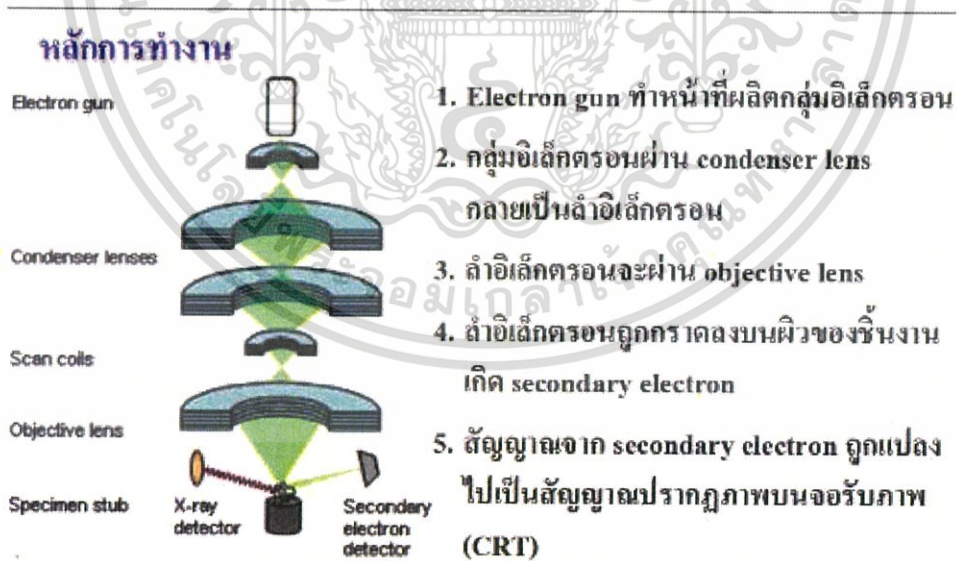 หลักการทำงาน
Electron gun
Condenser lenses
Scan coils
Objective lens
Specimen stub
X-ray
detector
Secondary
electron
detector
1. Electron gun ทำหน้าที่ผลิตกลุ่มอิเล็กตรอน
2. กลุ่มอิเล็กตรอนผ่าน condenser lens
กลายเป็นลำอิเล็กตรอน
3. ลำอิเล็กตรอนจะผ่าน objective lens
4. ลำอิเล็กตรอนถูกกราดลงบนผิวของชิ้นงาน
เกิด secondary electron
5. สัญญาณจาก secondary electron ถูกแปลง
ไปเป็นสัญญาณปรากฏภาพบนจอรับภาพ
(CRT)